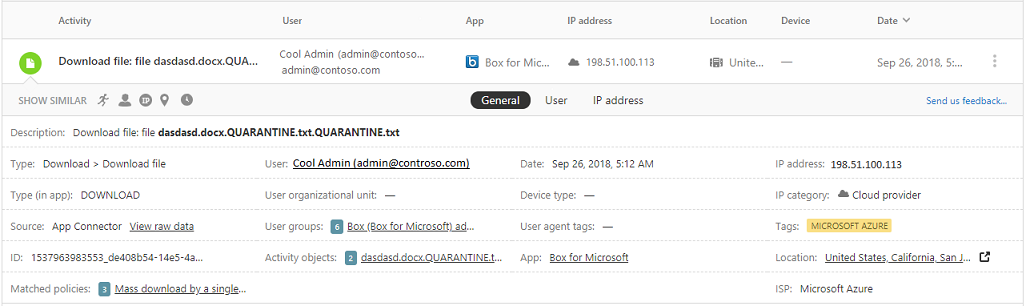 Activity User App IP address Location Device Date
Download file: file dasdasd.docx.QUA... Cool Admin (admin@contoso... Box for Mic... 198.51.100.113 Unite... — Sep 26, 2018, 5:...
admin@contoso.com
SHOW SIMILAR IP General User IP address Send us feedback...
Description: Download file: file dasdasd.docx.QUARANTINE.txt.QUARANTINE.txt
Type: Download > Download file User: Cool Admin (admin@controso.com) Date: Sep 26, 2018, 5:12 AM IP address: 198.51.100.113
Type (in app): DOWNLOAD User organizational unit: — Device type: — IP category: Cloud provider
Source: App Connector View raw data User groups: 6 Box (Box for Microsoft) ad... User agent tags: — Tags: MICROSOFT AZURE
ID: 1537963983553_de408b54-14e5-4a... Activity objects: 2 dasdasd.docx.QUARANTINE.t... App: Box for Microsoft Location: United States, California, San J...
Matched policies: 3 Mass download by a single... ISP: Microsoft Azure